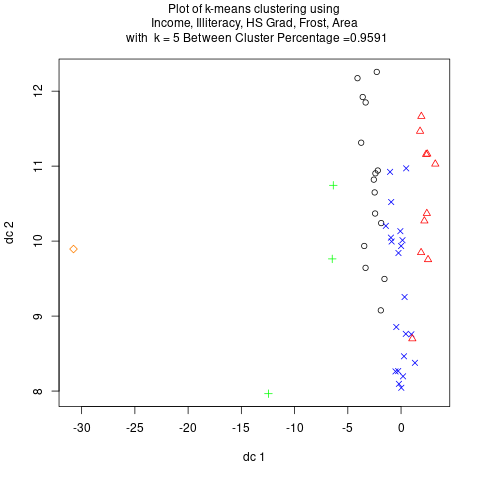 Plot of k-means clustering using
Income, Illiteracy, HS Grad, Frost, Area
with k = 5 Between Cluster Percentage =0.9591
dc 2
12
11
10
9
8
-30
-25
-20
-15
-10
-5
0
dc 1